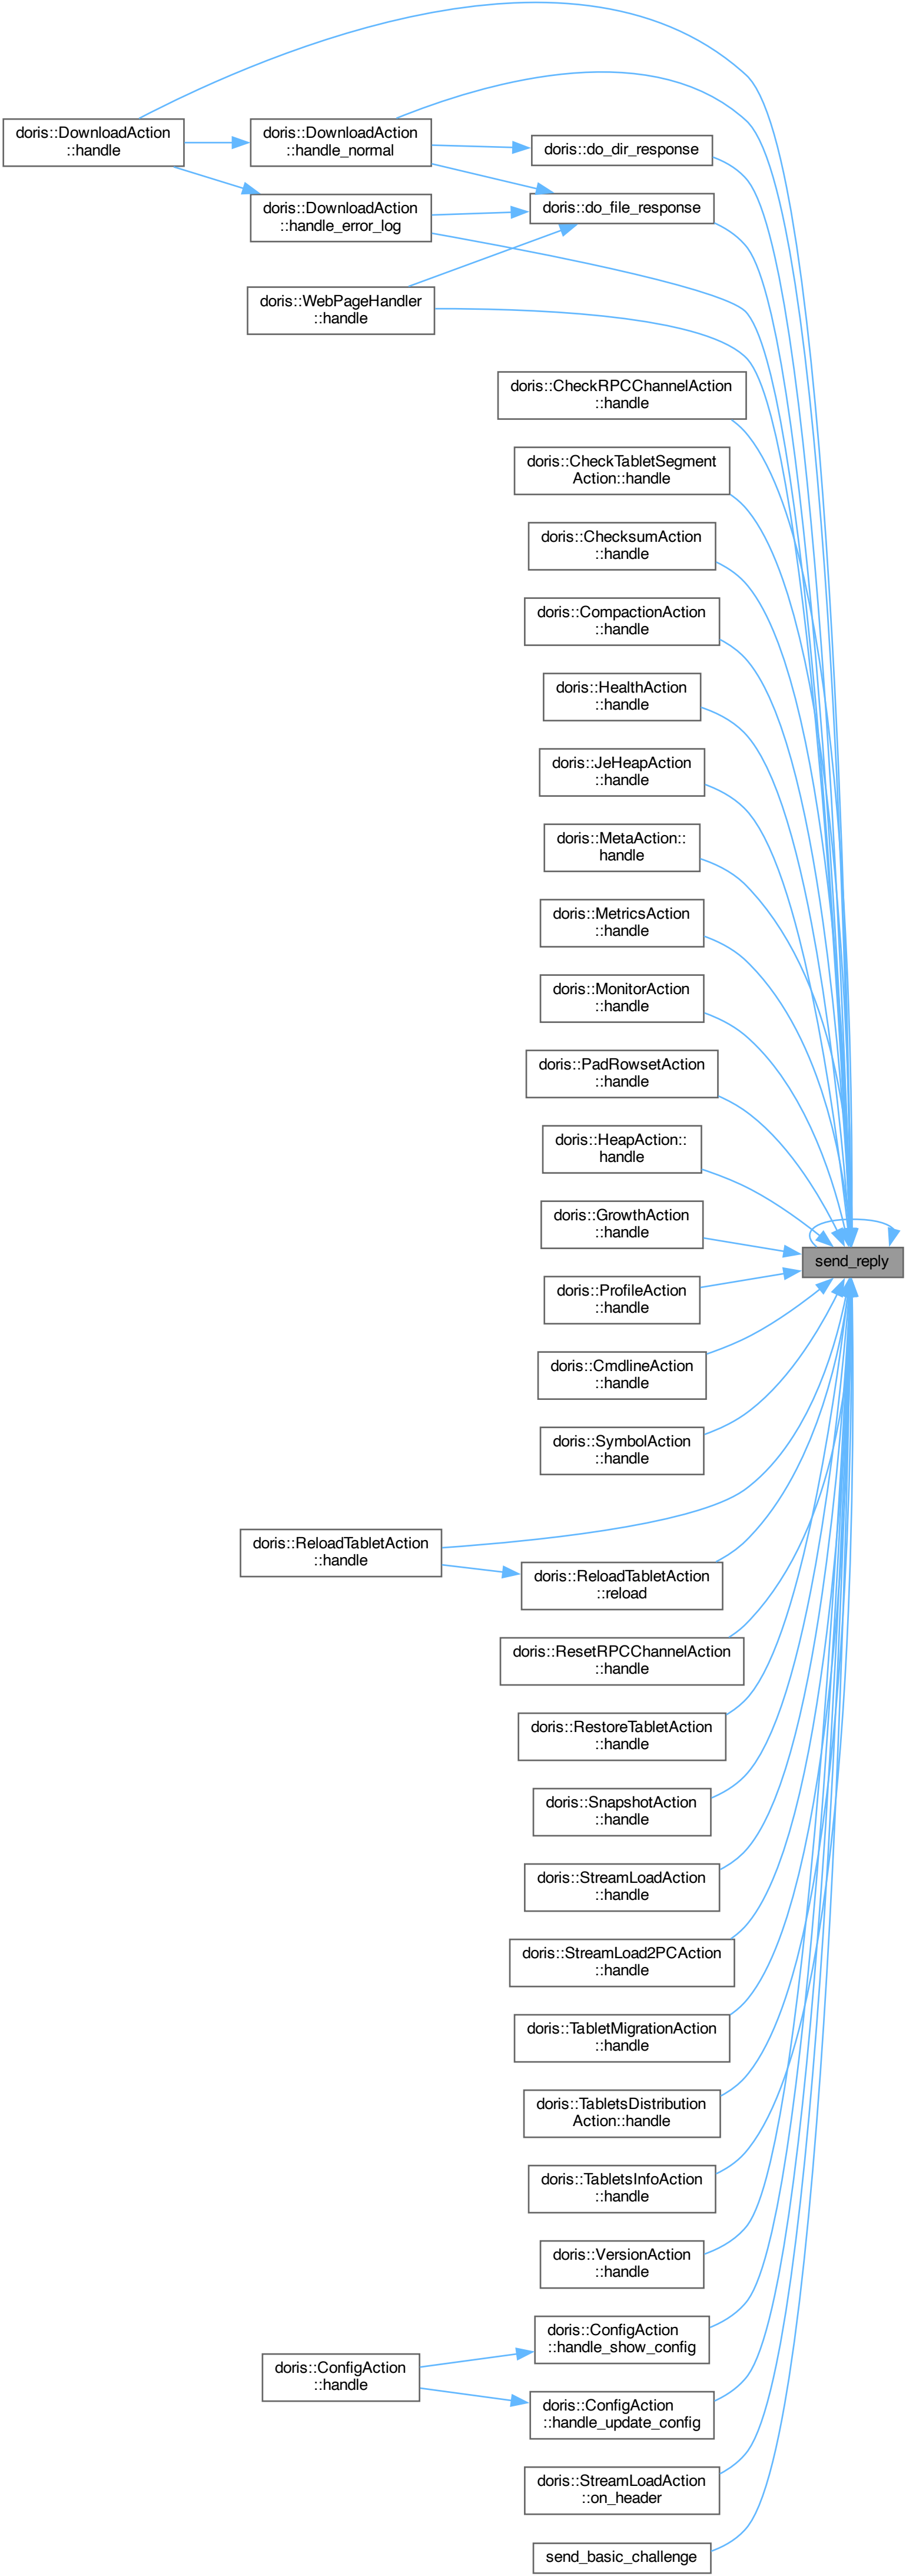 doris::DownloadAction
::handle
doris::DownloadAction
::handle_normal
doris::do_dir_response
doris::do_file_response
doris::DownloadAction
::handle_error_log
doris::WebPageHandler
::handle
doris::CheckRPCChannelAction
::handle
doris::CheckTabletSegment
Action::handle
doris::ChecksumAction
::handle
doris::CompactionAction
::handle
doris::HealthAction
::handle
doris::JeHeapAction
::handle
doris::MetaAction::
handle
doris::MetricsAction
::handle
doris::MonitorAction
::handle
doris::PadRowsetAction
::handle
doris::HeapAction::
handle
doris::GrowthAction
::handle
send_reply
doris::ProfileAction
::handle
doris::CmdlineAction
::handle
doris::SymbolAction
::handle
doris::ReloadTabletAction
::handle
doris::ReloadTabletAction
::reload
doris::ResetRPCChannelAction
::handle
doris::RestoreTabletAction
::handle
doris::SnapshotAction
::handle
doris::StreamLoadAction
::handle
doris::StreamLoad2PCAction
::handle
doris::TabletMigrationAction
::handle
doris::TabletsDistribution
Action::handle
doris::TabletsInfoAction
::handle
doris::VersionAction
::handle
doris::ConfigAction
::handle_show_config
doris::ConfigAction
::handle
doris::ConfigAction
::handle_update_config
doris::StreamLoadAction
::on_header
send_basic_challenge